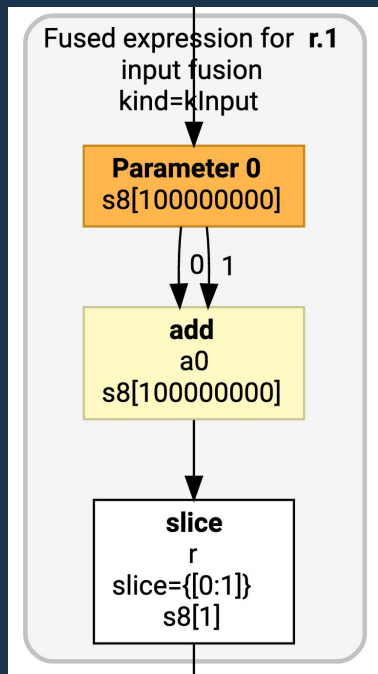 Fused expression for r.1
input fusion
kind=kInput
Parameter 0
s8[100000000]
0 1
add
a0
s8[100000000]
slice
r
slice={[0:1]}
s8[1]